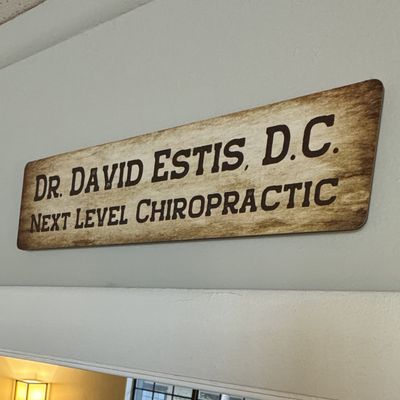 Dr. David Estis, D.C.
Next Level Chiropractic